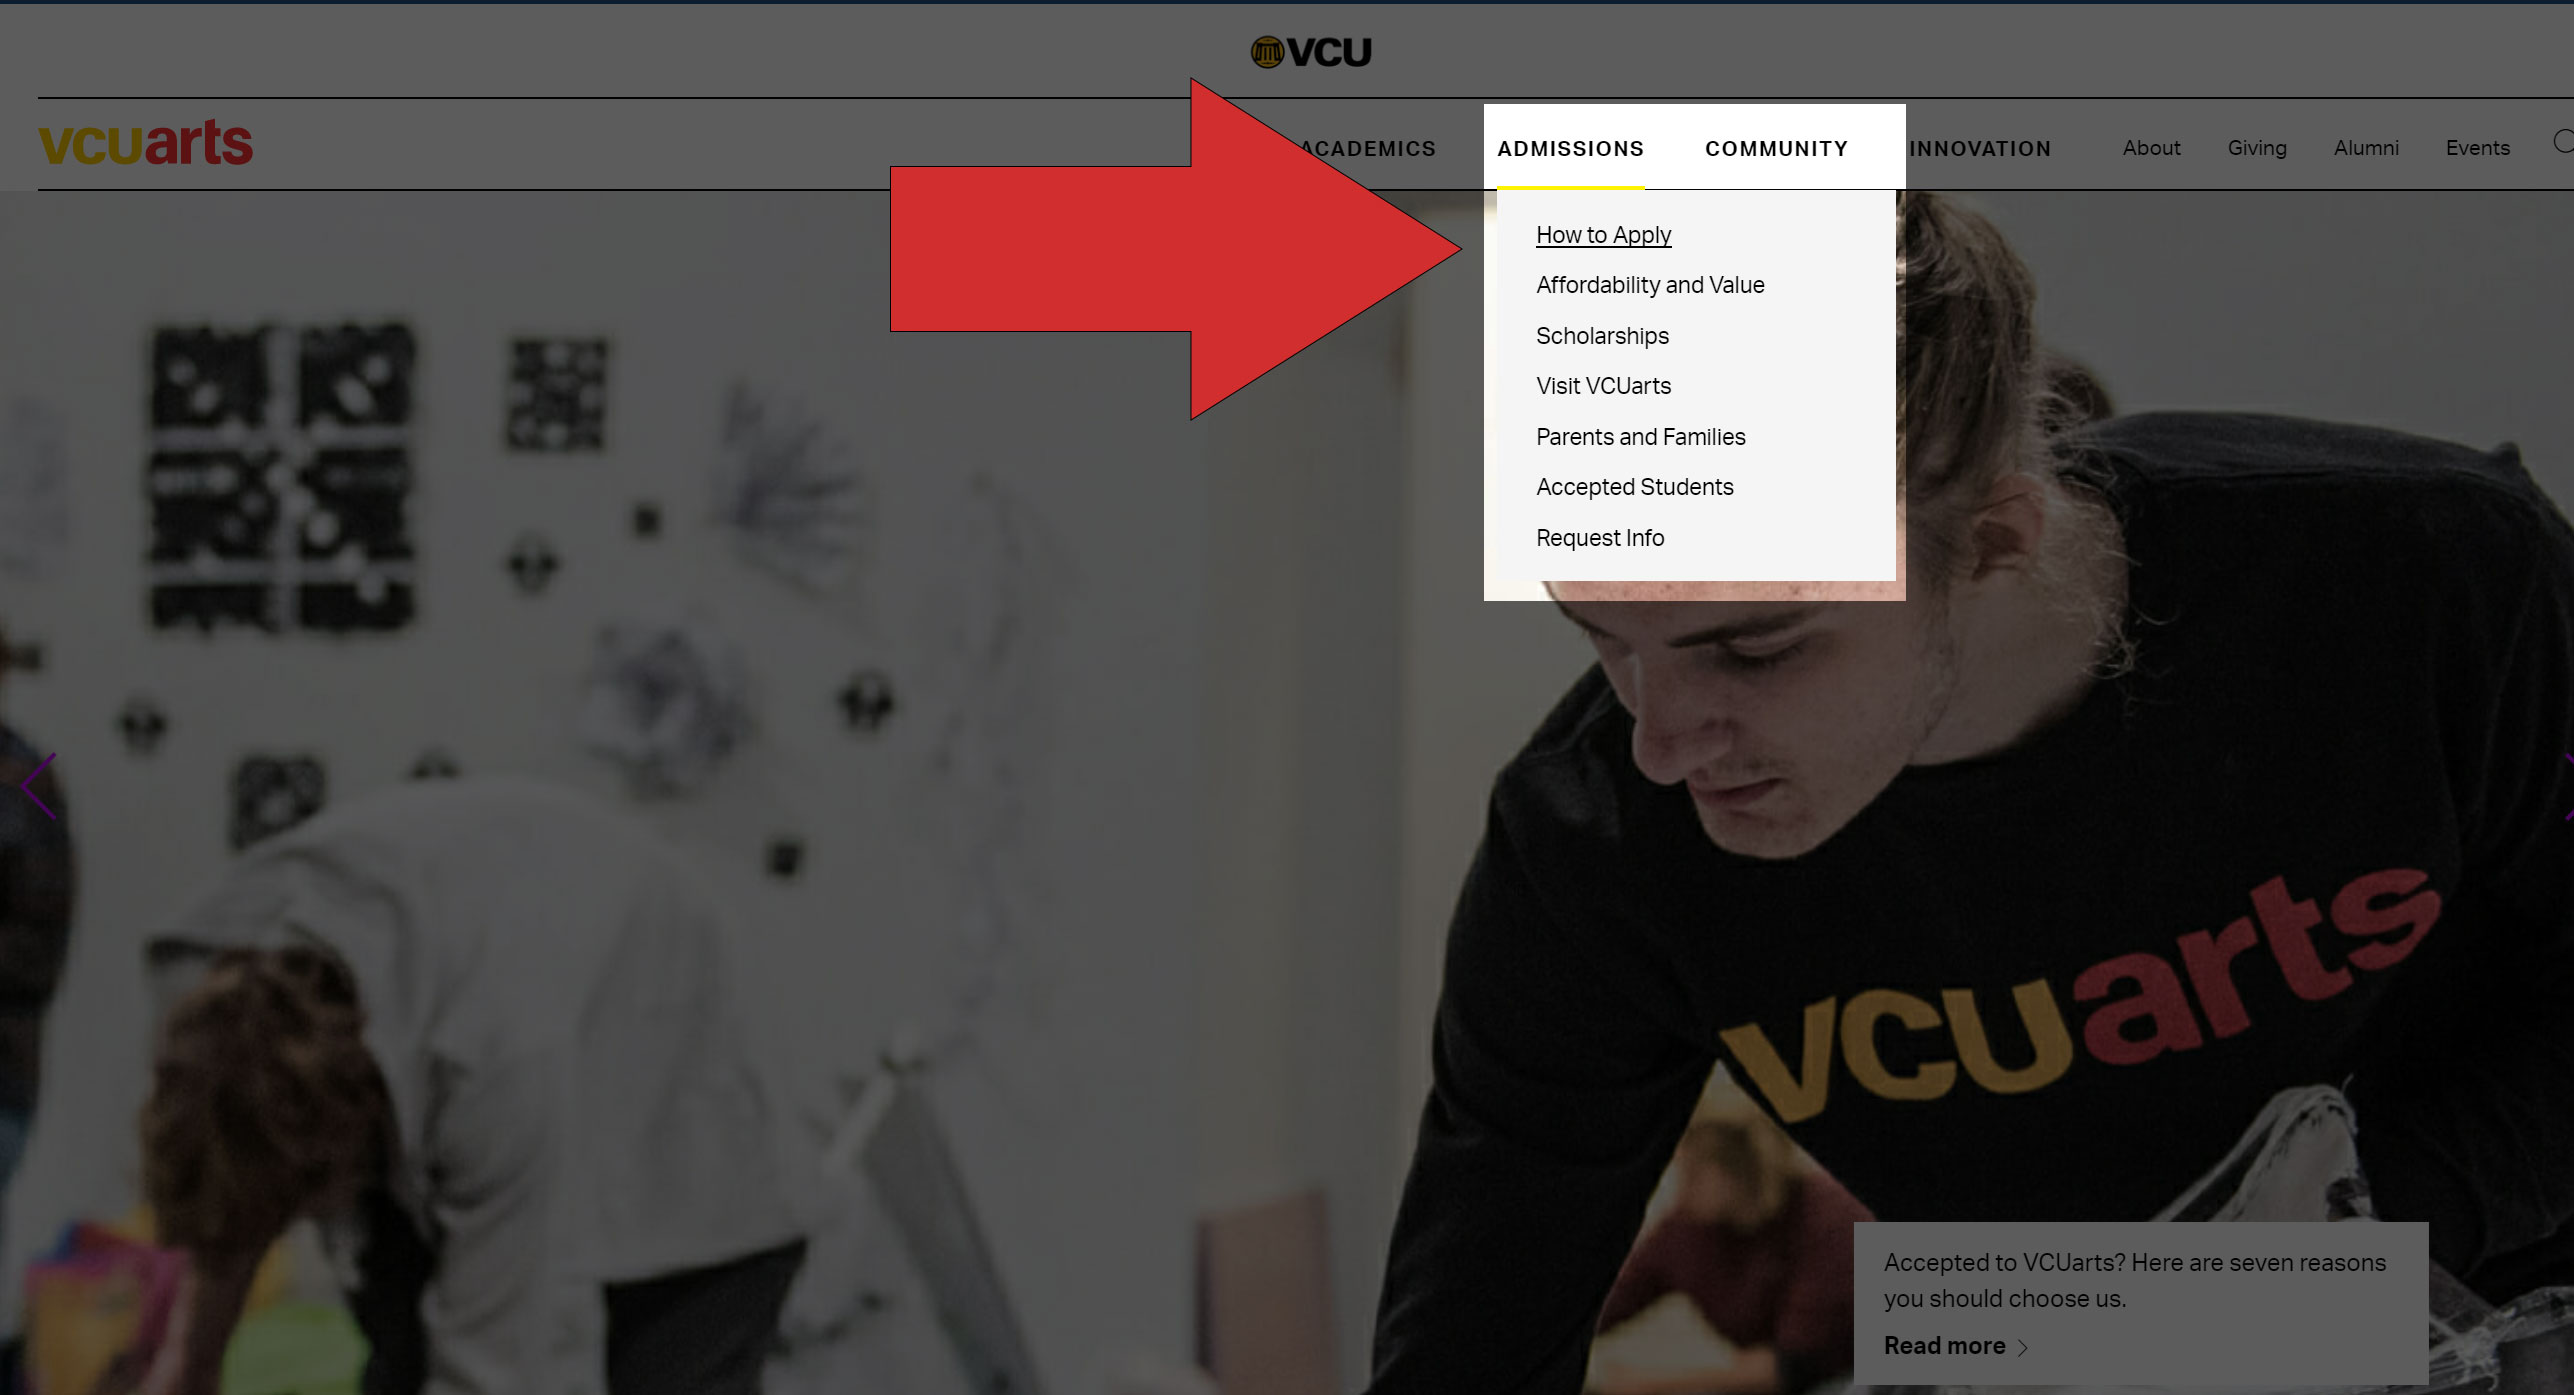 VCU
vcuarts
ACADEMICS
ADMISSIONS
COMMUNITY
INNOVATION
About
Giving
Alumni
Events
How to Apply
Affordability and Value
Scholarships
Visit VCUarts
Parents and Families
Accepted Students
Request Info
vcuarts
Accepted to VCUarts? Here are seven reasons
you should choose us.
Read more